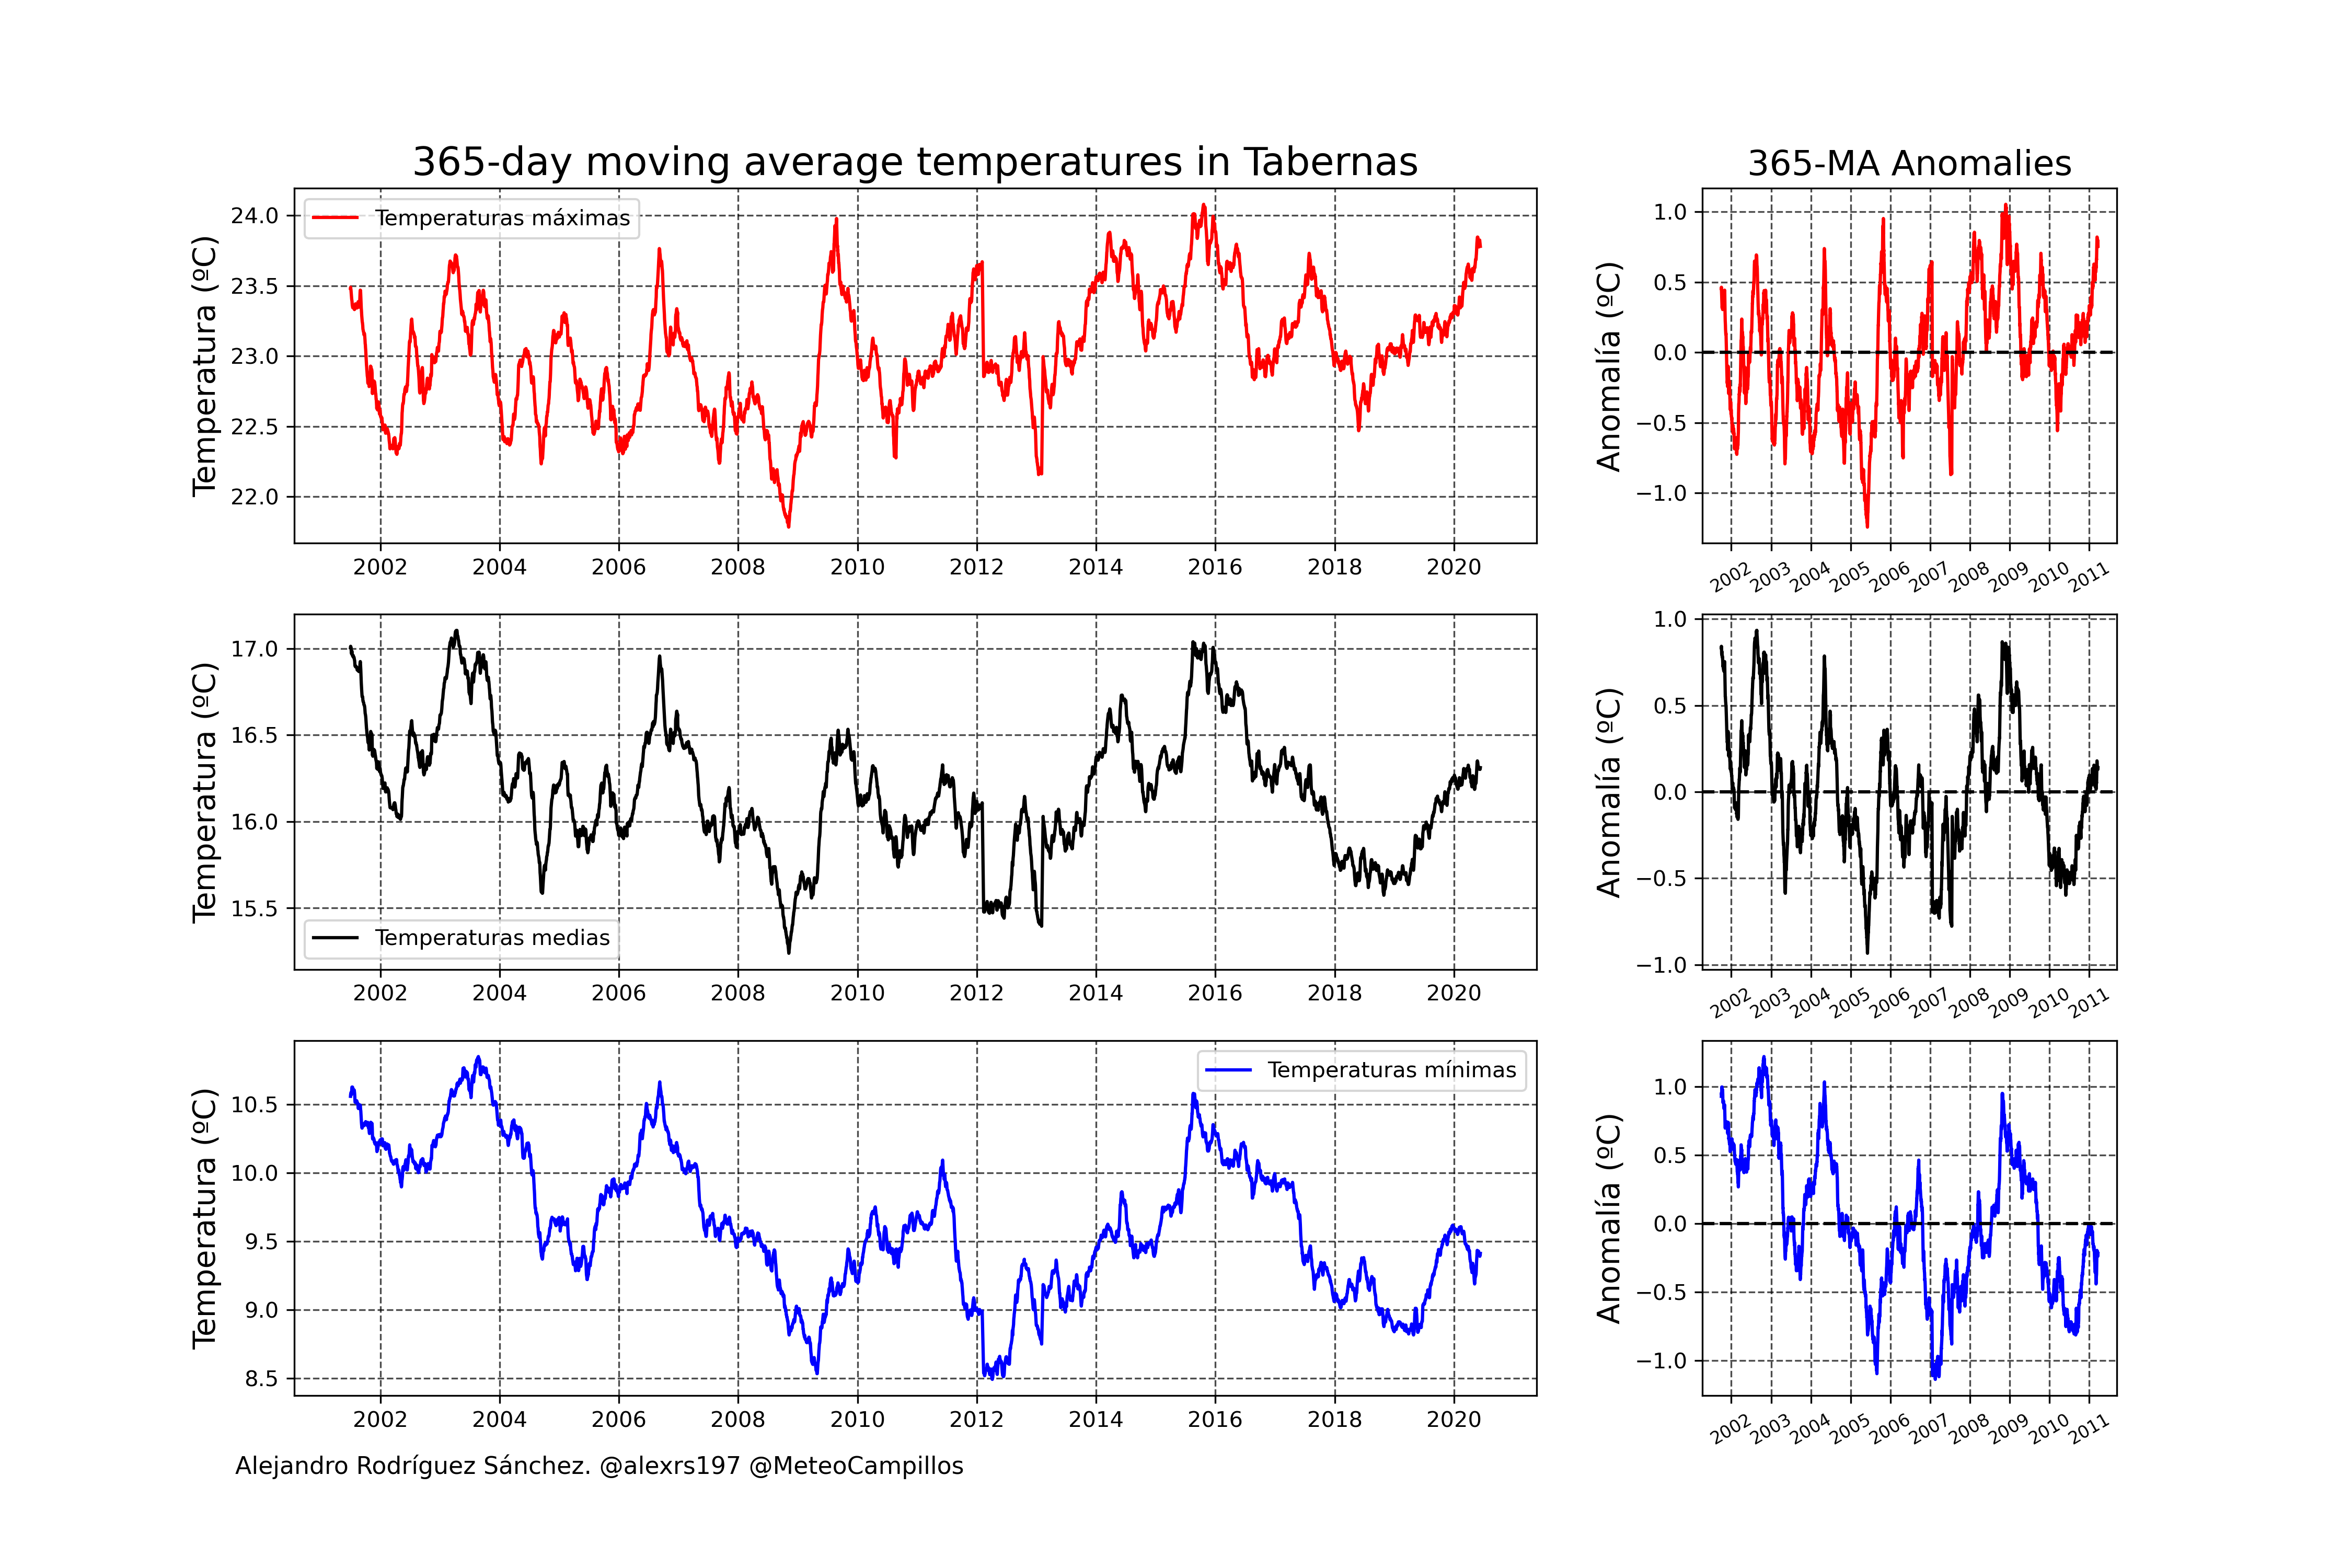 365-day moving average temperatures in Tabernas
365-MA Anomalies
Temperatura (ºC)
24.0
23.5
23.0
22.5
22.0
Temperaturas máximas
2002 2004 2006 2008 2010 2012 2014 2016 2018 2020
Anomalía (ºC)
1.0
0.5
0.0
−0.5
−1.0
2002 2003 2004 2005 2006 2007 2008 2009 2010 2011
Temperatura (ºC)
17.0
16.5
16.0
15.5
Temperaturas medias
2002 2004 2006 2008 2010 2012 2014 2016 2018 2020
Anomalía (ºC)
1.0
0.5
0.0
−0.5
−1.0
2002 2003 2004 2005 2006 2007 2008 2009 2010 2011
Temperatura (ºC)
10.5
10.0
9.5
9.0
8.5
Temperaturas mínimas
2002 2004 2006 2008 2010 2012 2014 2016 2018 2020
Anomalía (ºC)
1.0
0.5
0.0
−0.5
−1.0
2002 2003 2004 2005 2006 2007 2008 2009 2010 2011
Alejandro Rodríguez Sánchez. @alexrs197 @MeteoCampillos